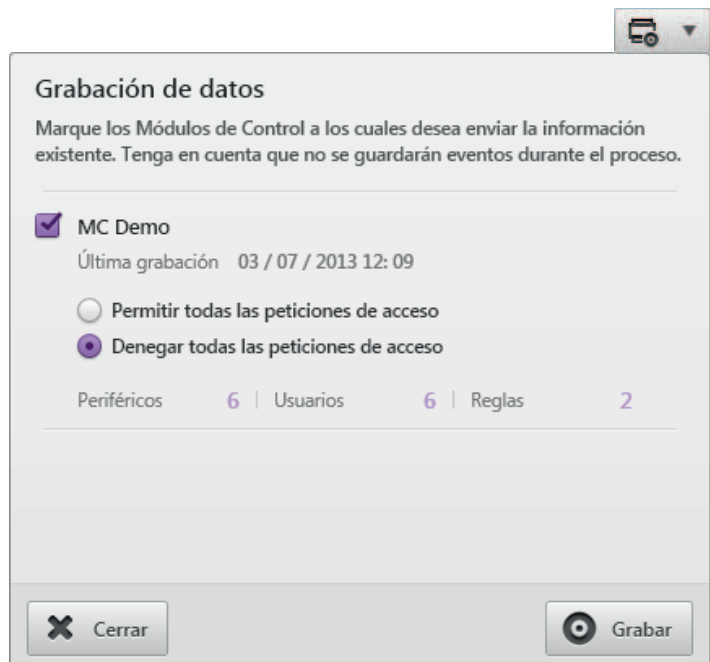 Grabación de datos
Marque los Módulos de Control a los cuales desea enviar la información
existente. Tenga en cuenta que no se guardarán eventos durante el proceso.
MC Demo
Última grabación 03 / 07 / 2013 12: 09
Permitir todas las peticiones de acceso
Denegar todas las peticiones de acceso
Periféricos 6 Usuarios 6 Reglas 2
Cerrar Grabar